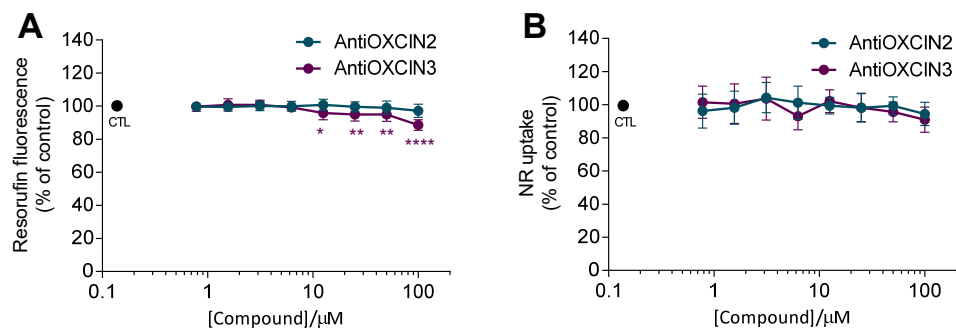 A
140
120
100
80
60
40
20
0
Resorufin fluorescence
(% of control)
CTL
AntiOXCIN2
AntiOXCIN3
*
**
**
****
0.1
1
10
100
[Compound]/μM
B
140
120
100
80
60
40
20
0
NR uptake
(% of control)
CTL
AntiOXCIN2
AntiOXCIN3
0.1
1
10
100
[Compound]/μM